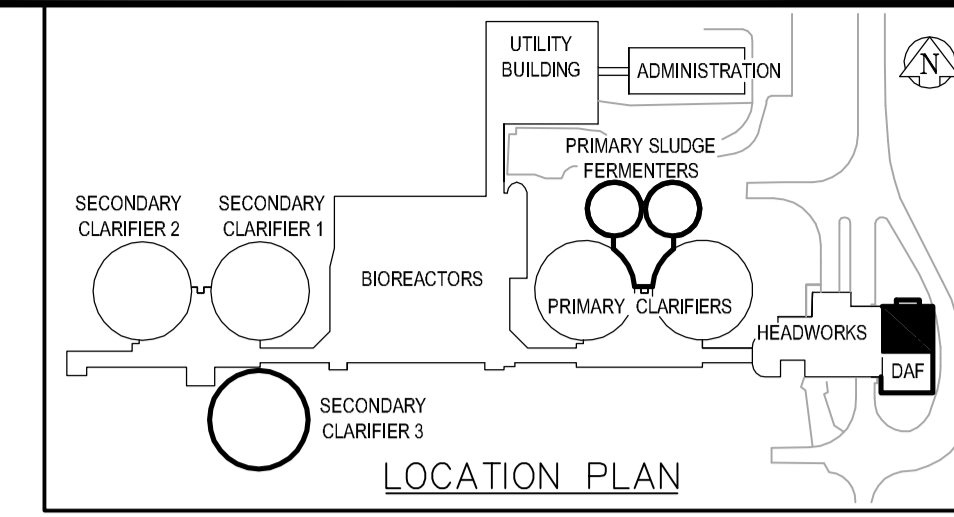 UTILITY
BUILDING
ADMINISTRATION
N
PRIMARY SLUDGE
FERMENTERS
SECONDARY
CLARIFIER 2
SECONDARY
CLARIFIER 1
BIOREACTORS
PRIMARY CLARIFIERS
HEADWORKS
DAF
SECONDARY
CLARIFIER 3
LOCATION PLAN